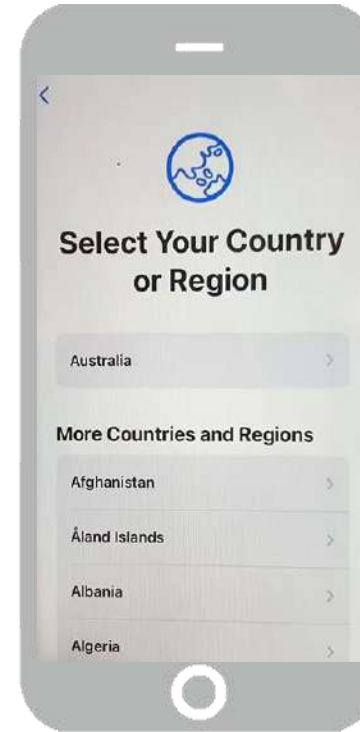 Select Your Country
or Region
Australia
More Countries and Regions
Afghanistan
Åland Islands
Albania
Algeria